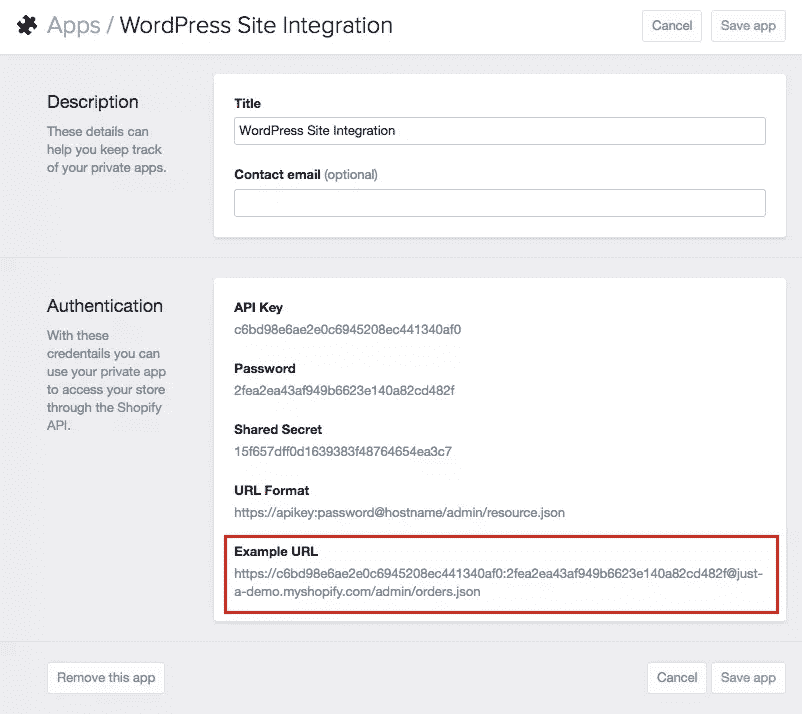 Apps / WordPress Site Integration
Cancel
Save app
Description
These details can
help you keep track
of your private apps.
Title
WordPress Site Integration
Contact email (optional)
Authentication
With these
credentails you can
use your private app
to access your store
through the Shopify
API.
API Key
c6bd98e6ae2e0c6945208ec441340af0
Password
2fea2ea43af949b6623e140a82cd482f
Shared Secret
15f657dff0d1639383f48764654ea3c7
URL Format
https://apikey:password@hostname/admin/resource.json
Example URL
https://c6bd98e6ae2e0c6945208ec441340af0:2fea2ea43af949b6623e140a82cd482f@just-
a-demo.myshopify.com/admin/orders.json
Remove this app
Cancel
Save app